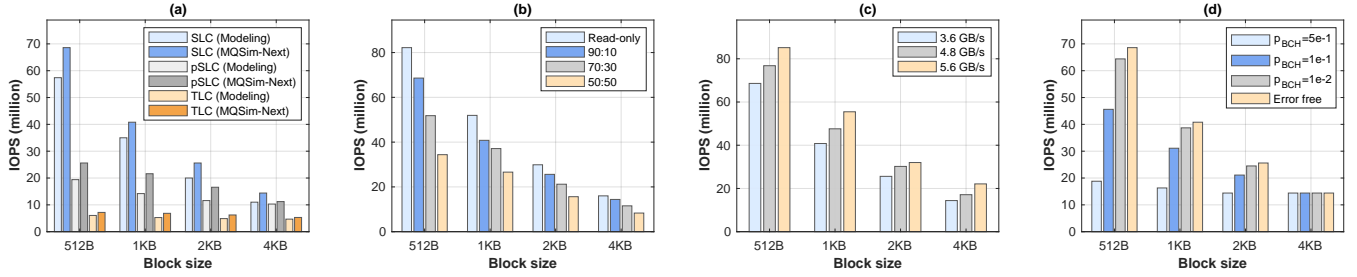 (a)
IOPS (million)
70
60
50
40
30
20
10
0
SLC (Modeling)
SLC (MQSim-Next)
pSLC (Modeling)
pSLC (MQSim-Next)
TLC (Modeling)
TLC (MQSim-Next)
512B 1KB 2KB 4KB
Block size
(b)
IOPS (million)
80
60
40
20
0
Read-only
90:10
70:30
50:50
512B 1KB 2KB 4KB
Block size
(c)
IOPS (million)
80
60
40
20
0
3.6 GB/s
4.8 GB/s
5.6 GB/s
512B 1KB 2KB 4KB
Block size
(d)
IOPS (million)
70
60
50
40
30
20
10
0
pBCH=5e-1
pBCH=1e-1
pBCH=1e-2
Error free
512B 1KB 2KB 4KB
Block size